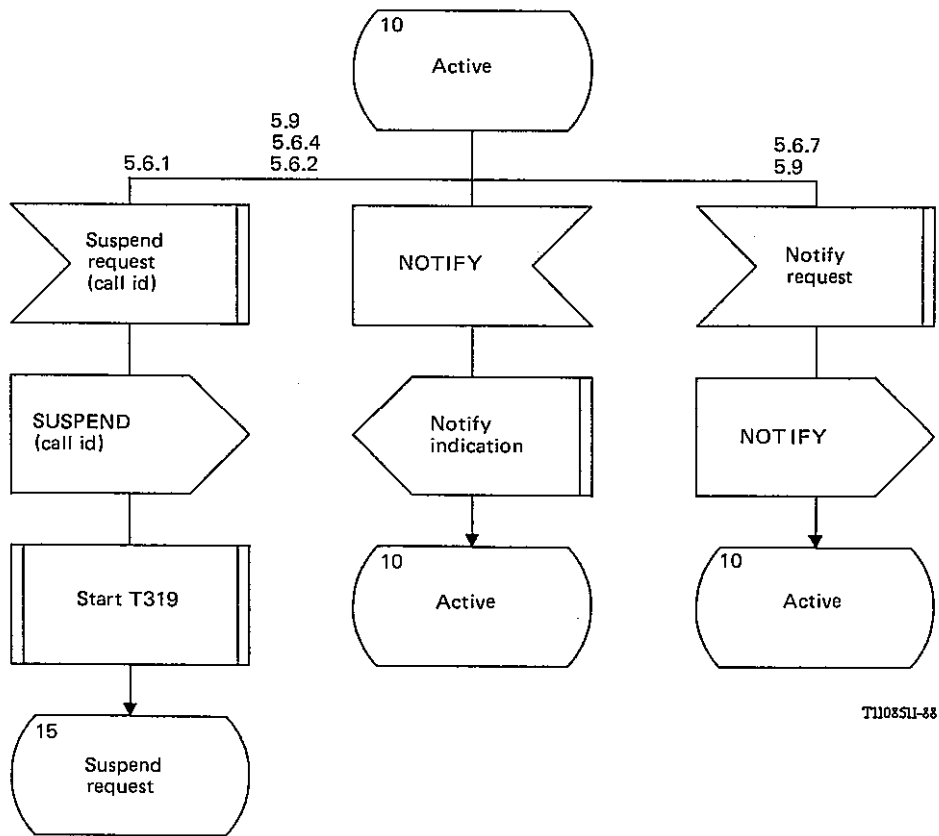 10
Active
5.9
5.6.4
5.6.1
5.6.2
5.6.7
5.9
Suspend
request
(call id)
NOTIFY
Notify
request
SUSPEND
(call id)
Notify
indication
NOTIFY
Start T319
10
Active
10
Active
15
Suspend
request
T1108511-88